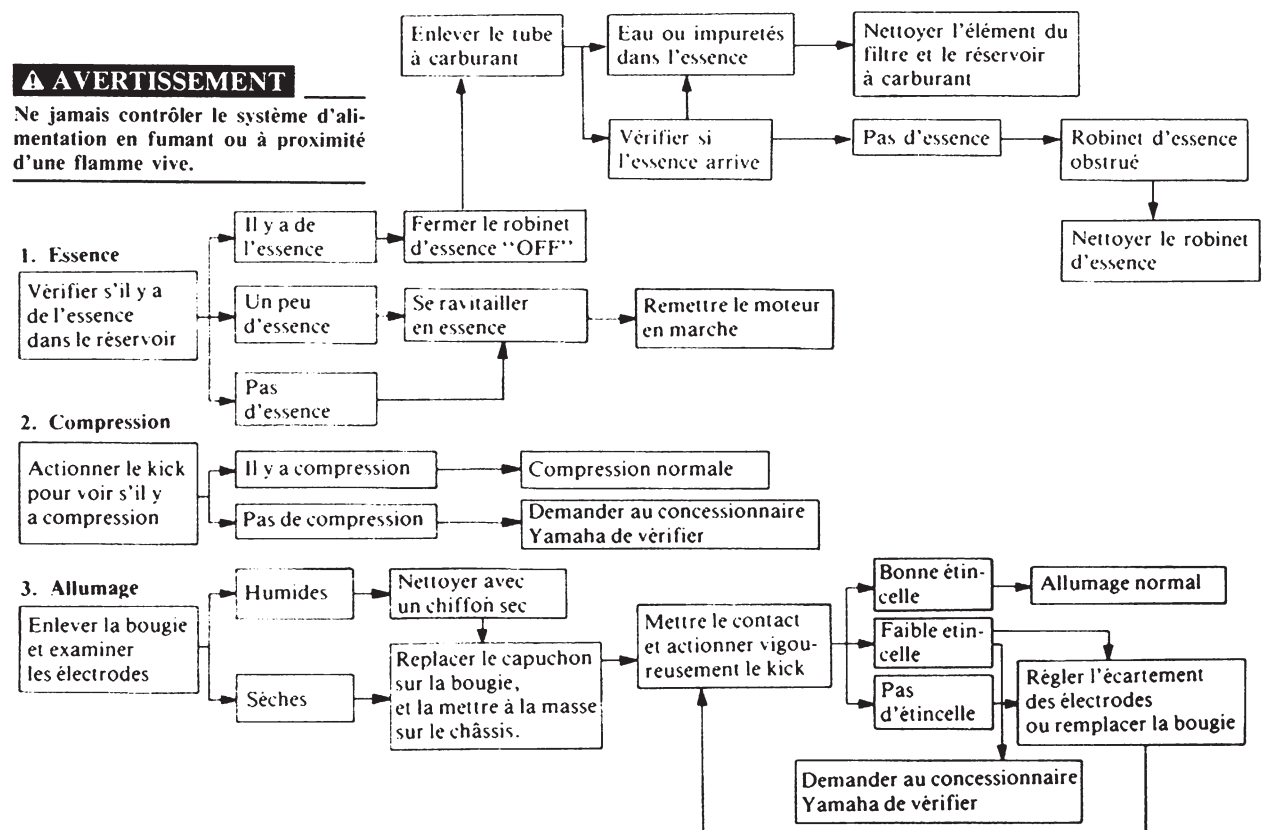 Enlever le tube
à carburant
Eau ou impuretés
dans l'essence
Nettoyer l'élément du
filtre et le réservoir
à carburant
AVERTISSEMENT
Ne jamais contrôler le système d'ali-
mentation en fumant ou à proximité
d'une flamme vive.
Vérifier si
l'essence arrive
Pas d'essence
Robinet d'essence
obstrué
Nettoyer le robinet
d'essence
1. Essence
Vérifier s'il y a
de l'essence
dans le réservoir
Il y a de
l'essence
Fermer le robinet
d'essence "OFF"
Un peu
d'essence
Se ravitailler
en essence
Remettre le moteur
en marche
Pas
d'essence
2. Compression
Actionner le kick
pour voir s'il y
a compression
Il y a compression
Compression normale
Pas de compression
Demander au concessionnaire
Yamaha de vérifier
3. Allumage
Enlever la bougie
et examiner
les électrodes
Humides
Nettoyer avec
un chiffon sec
Sèches
Replacer le capuchon
sur la bougie,
et la mettre à la masse
sur le châssis.
Mettre le contact
et actionner vigou-
reusement le kick
Bonne étin-
celle
Allumage normal
Faible etin-
celle
Pas
d'étincelle
Règler l'écartement
des électrodes
ou remplacer la bougie
Demander au concessionnaire
Yamaha de vérifier